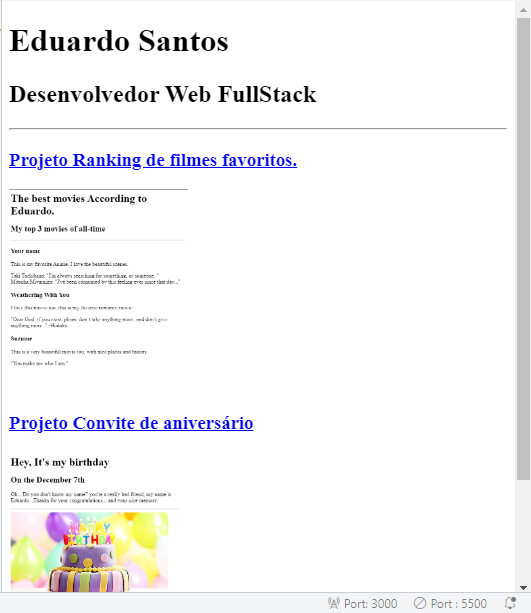 Eduardo Santos
Desenvolvedor Web FullStack
Projeto Ranking de filmes favoritos.
The best movies According to
Eduardo.
My top 3 movies of all-time
Your name
This is my favorite Anime. I love the beautiful scenes.
Taki Tachibana: "I'm always searching for something, or someone. "
Mitsuha Miyamizu: "I've been consumed by this feeling ever since that day..."
Weathering With You
I love this movie too, this is my favorite romance movie.
"Dear God, if you exist, please don't take anything more, and don't give
anything more. " -Hodaka
Suzume
This is a very beautiful movie too, with nice places and history.
"You make me who I am."
Projeto Convite de aniversário
Hey, It's my birthday
On the December 7th
Oh... Do you don't know my name? you're a really bad friend, my name is
Eduardo...Thanks for your congratulations... and your nice memory.
HAPPY
BIRTHDAY
Port: 3000
Port : 5500